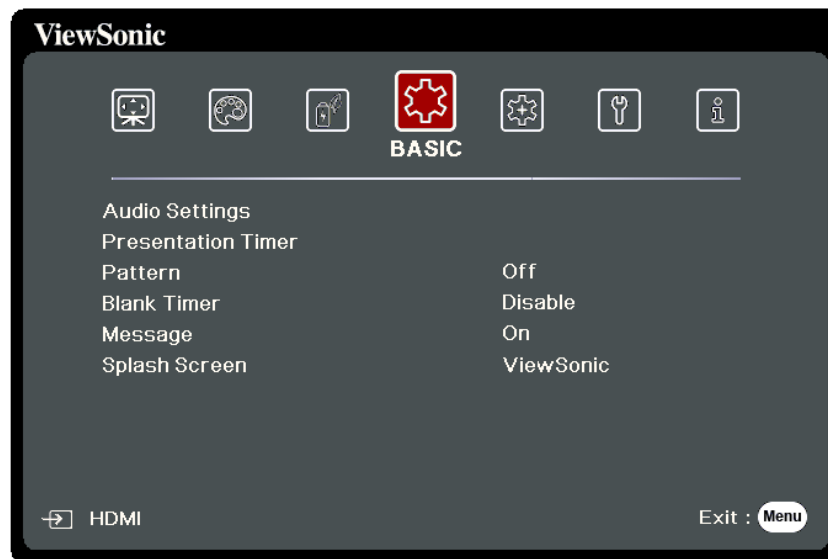 ViewSonic
BASIC
Audio Settings
Presentation Timer
Pattern Off
Blank Timer Disable
Message On
Splash Screen ViewSonic
HDMI Exit : Menu